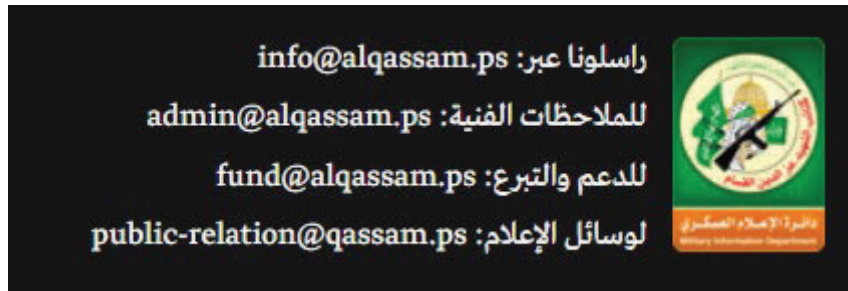 راسلونا عبر: info@alqassam.ps
للملاحظات الفنية: admin@alqassam.ps
للدعم والتبرع: fund@alqassam.ps
لوسائل الإعلام: public-relation@qassam.ps
دائرة الإعلام العسكري
Military Information Department